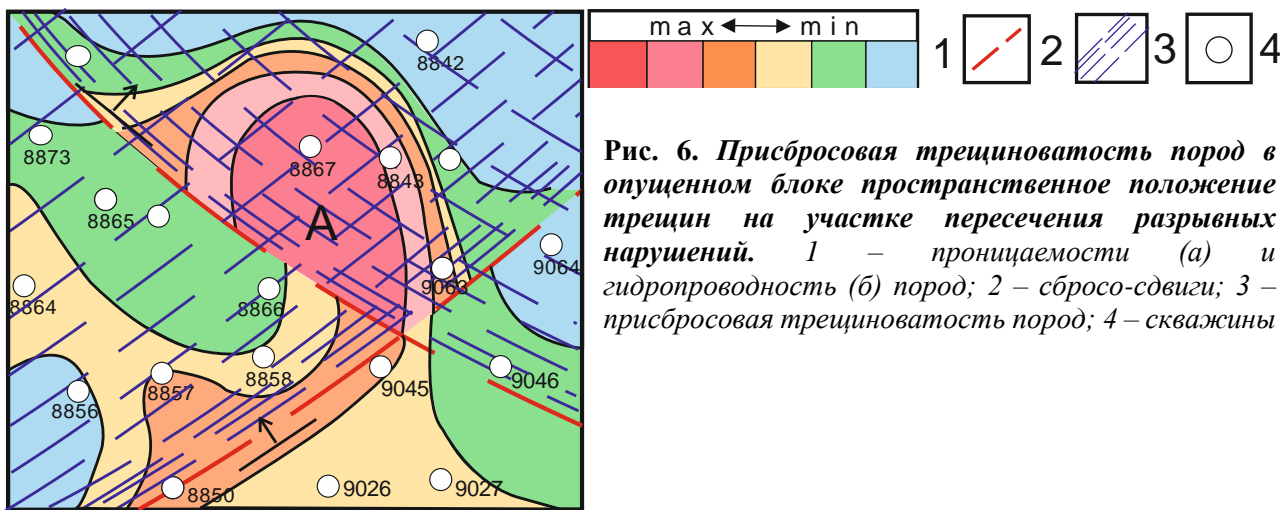 max ↔ min
1 2 3 4
Рис. 6. Присбросовая трещиноватость пород в
опущенном блоке пространственное положение
трещин на участке пересечения разрывных
нарушений. 1 – проницаемости (а) и
гидропроводность (б) пород; 2 – сбросо-сдвиги; 3 –
присбросовая трещиноватость пород; 4 – скважины
8842
8873
8867
8843
8865
А
9064
9063
8864
8866
8858
8857
9045
9046
8856
8850
9026
9027